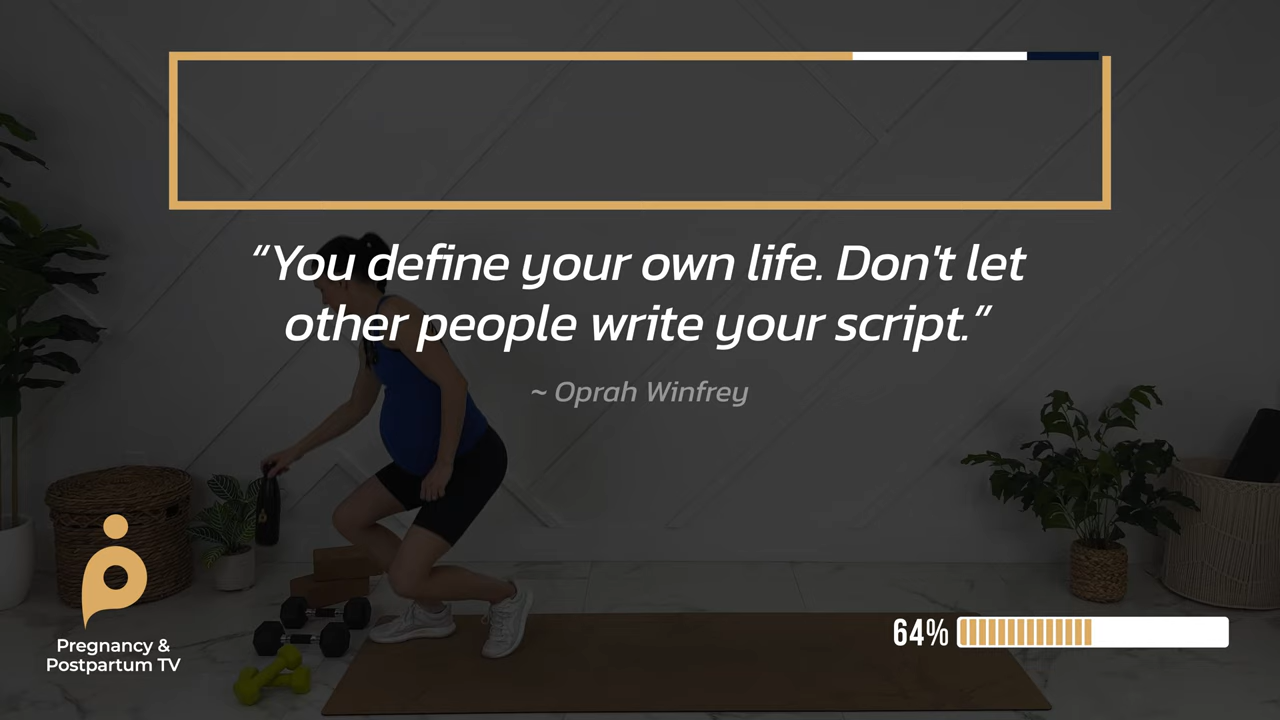 “You define your own life. Don't let
other people write your script.”
~ Oprah Winfrey
Pregnancy &
Postpartum TV
64%